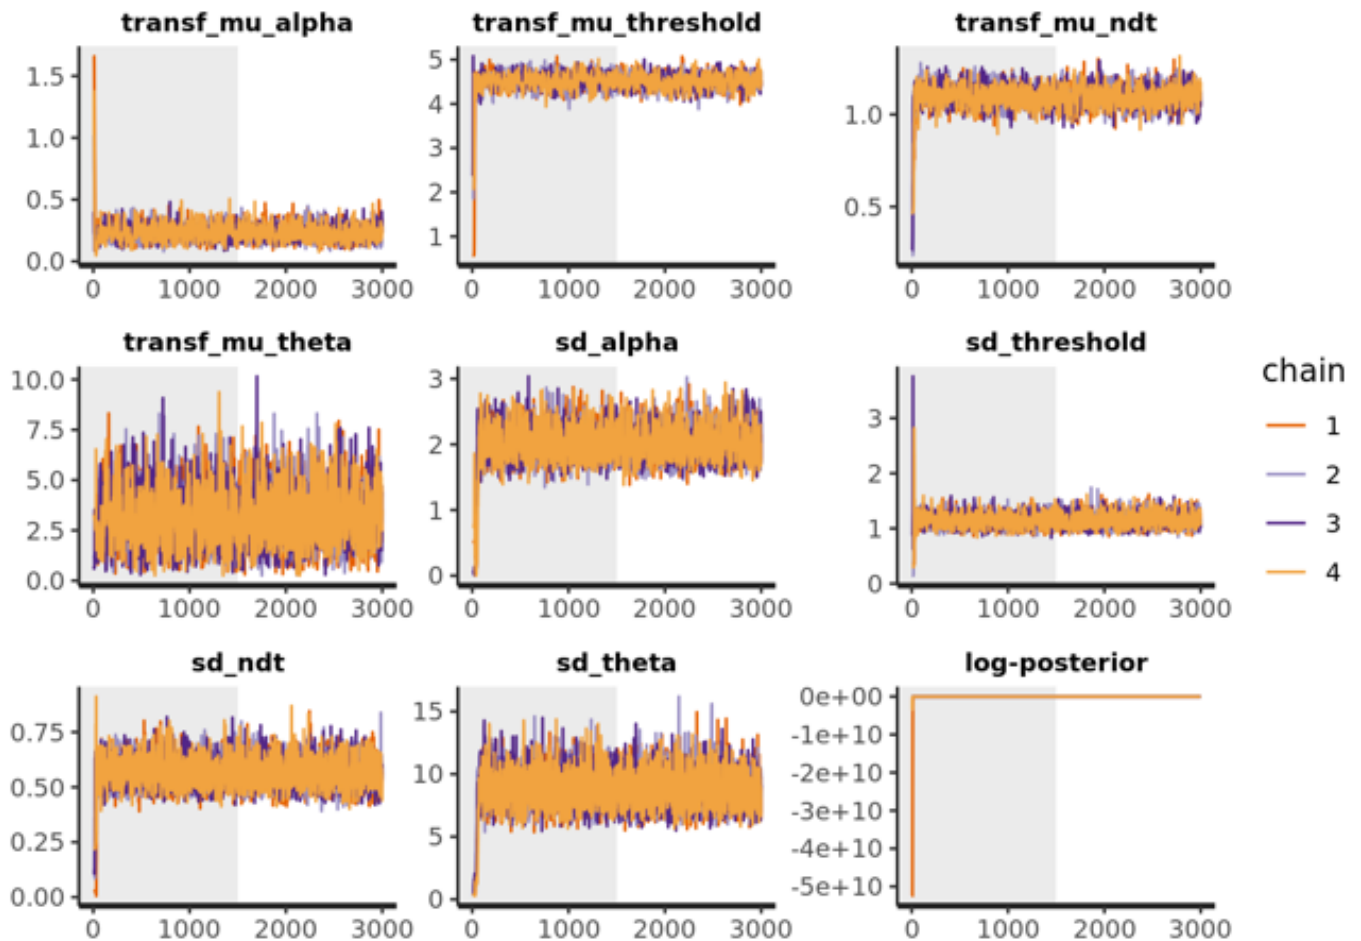 transf_mu_alpha
1.5
1.0
0.5
0.0
0 1000 2000 3000
transf_mu_threshold
5
4
3
2
1
0 1000 2000 3000
transf_mu_ndt
1.0
0.5
0 1000 2000 3000
transf_mu_theta
10.0
7.5
5.0
2.5
0.0
0 1000 2000 3000
sd_alpha
3
2
1
0
0 1000 2000 3000
sd_threshold
3
2
1
0
0 1000 2000 3000
sd_ndt
0.75
0.50
0.25
0.00
0 1000 2000 3000
sd_theta
15
10
5
0
0 1000 2000 3000
log-posterior
0e+00
-1e+10
-2e+10
-3e+10
-4e+10
-5e+10
0 1000 2000 3000
chain
1
2
3
4